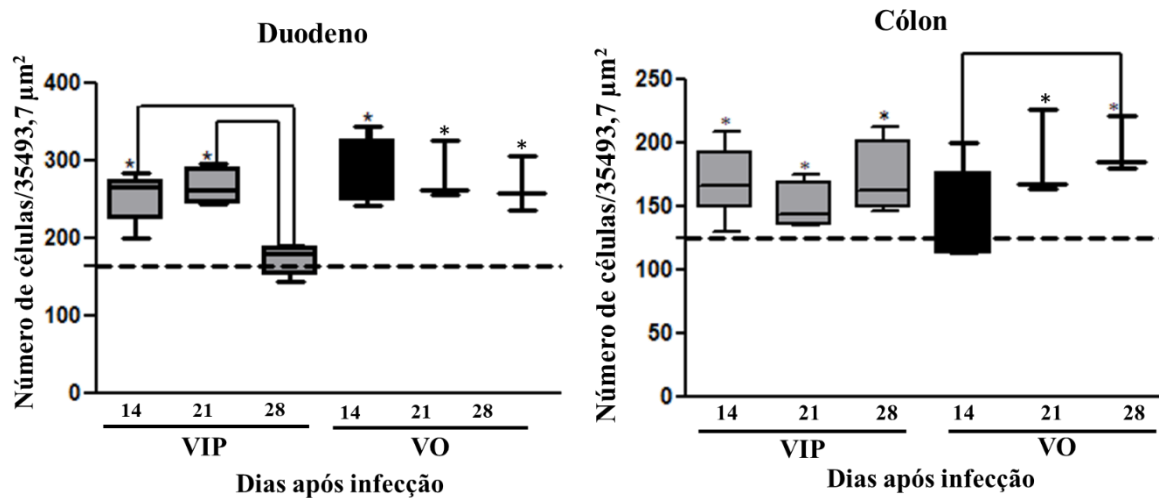 Duodeno
Número de células/35493,7 µm²
400
300
200
100
0
* * * * *
14 21 28 14 21 28
VIP VO
Dias após infecção
Cólon
Número de células/35493,7 µm²
250
200
150
100
50
0
* * * * *
14 21 28 14 21 28
VIP VO
Dias após infecção